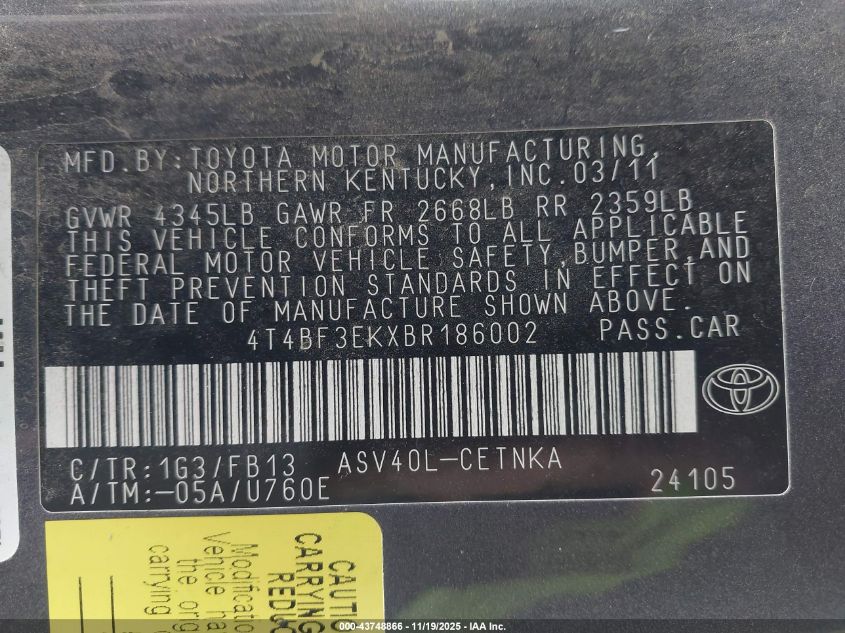 MFD.BY:TOYOTA MOTOR MANUFACTURING,
NORTHERN KENTUCKY,INC.03/11
GVWR 4345LB GAWR FR 2668LB RR 2359LB
THIS VEHICLE CONFORMS TO ALL APPLICABLE
FEDERAL MOTOR VEHICLE SAFETY,BUMPER,AND
THEFT PREVENTION STANDARDS IN EFFECT ON
THE DATE OF MANUFACTURE SHOWN ABOVE.
4T4BF3EKXBR186002 PASS.CAR
C/TR:1G3/FB13 ASV40L-CETNKA
A/TM:-05A/U760E 24105
CAUTIO
CARRYING
REDUC
Modificatio
vehicle ma
the orig
carrying c
000-43748866 - 11/19/2025 - IAA Inc.